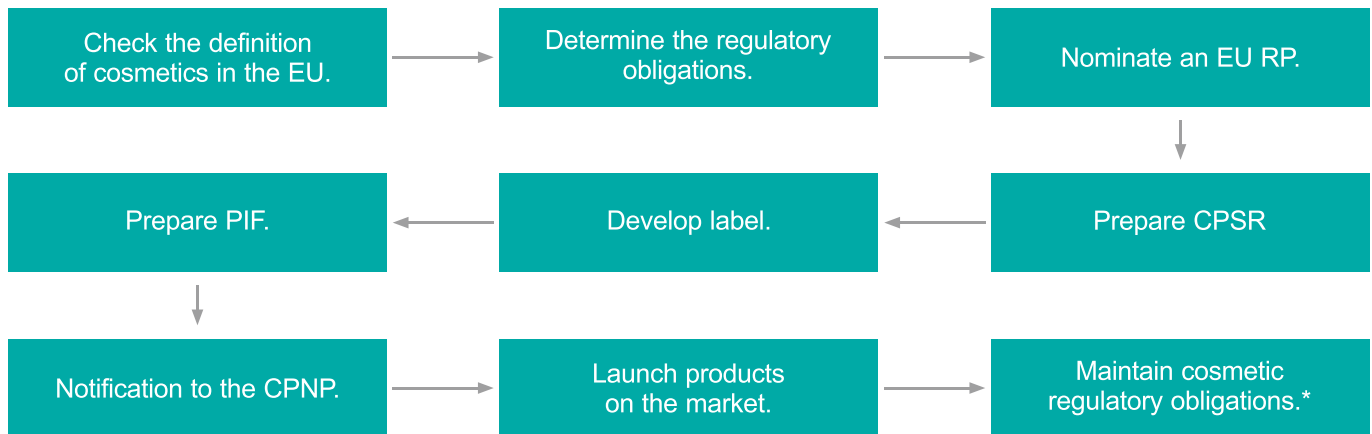 Check the definition
of cosmetics in the EU.
Determine the regulatory
obligations.
Nominate an EU RP.
Prepare CPSR
Develop label.
Prepare PIF.
Notification to the CPNP.
Launch products
on the market.
Maintain cosmetic
regulatory obligations.*